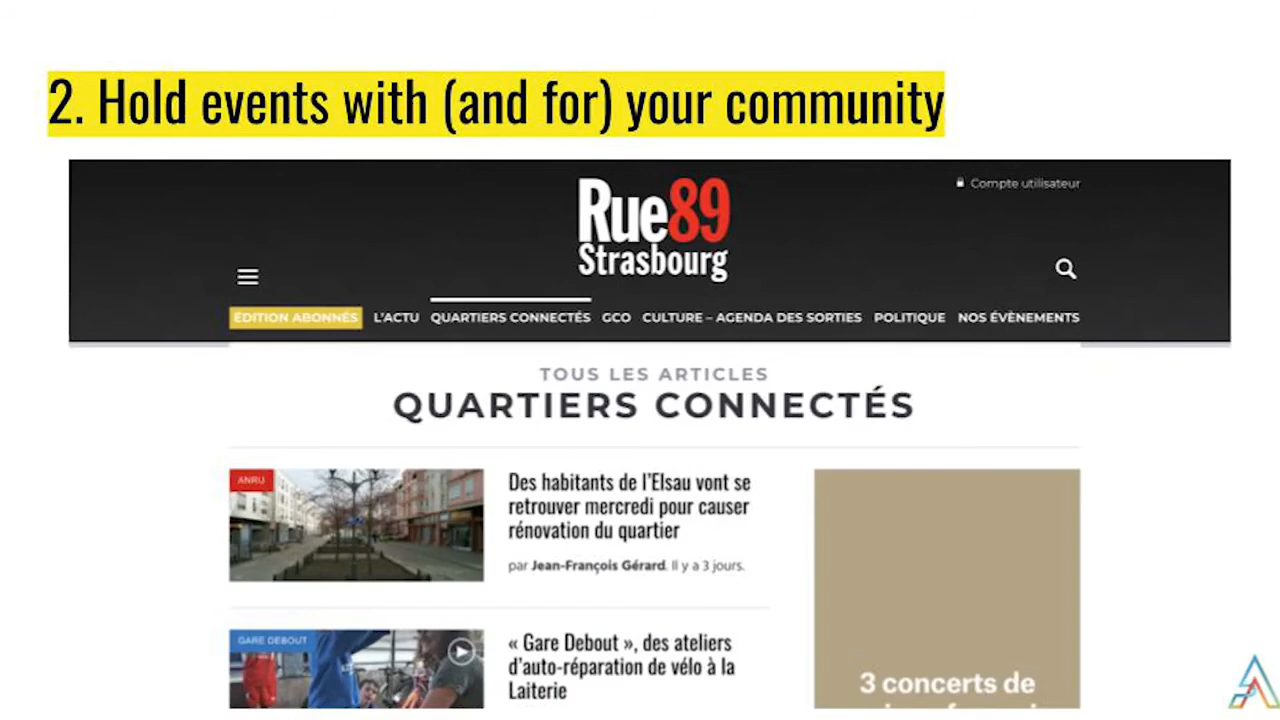 2. Hold events with (and for) your community
Compte utilisateur
Rue89
Strasbourg
ÉDITION ABONNÉS L'ACTU QUARTIERS CONNECTÉS GCO CULTURE – AGENDA DES SORTIES POLITIQUE NOS ÉVÈNEMENTS
TOUS LES ARTICLES
QUARTIERS CONNECTÉS
ANRU
Des habitants de l'Elsau vont se
retrouver mercredi pour causer
rénovation du quartier
par Jean-François Gérard. Il y a 3 jours.
GARE DEBOUT
« Gare Debout », des ateliers
d'auto-réparation de vélo à la
Laiterie
3 concerts de